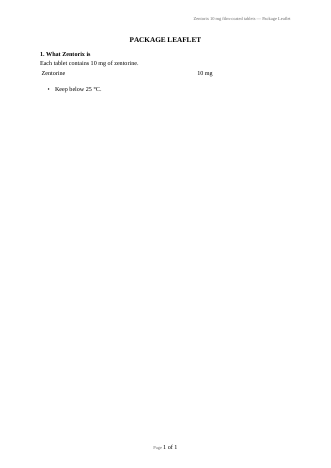 Zentorix 10 mg film-coated tablets — Package Leaflet
PACKAGE LEAFLET
1. What Zentorix is
Each tablet contains 10 mg of zentorine.
Zentorine 10 mg
• Keep below 25 °C.
Page 1 of 1